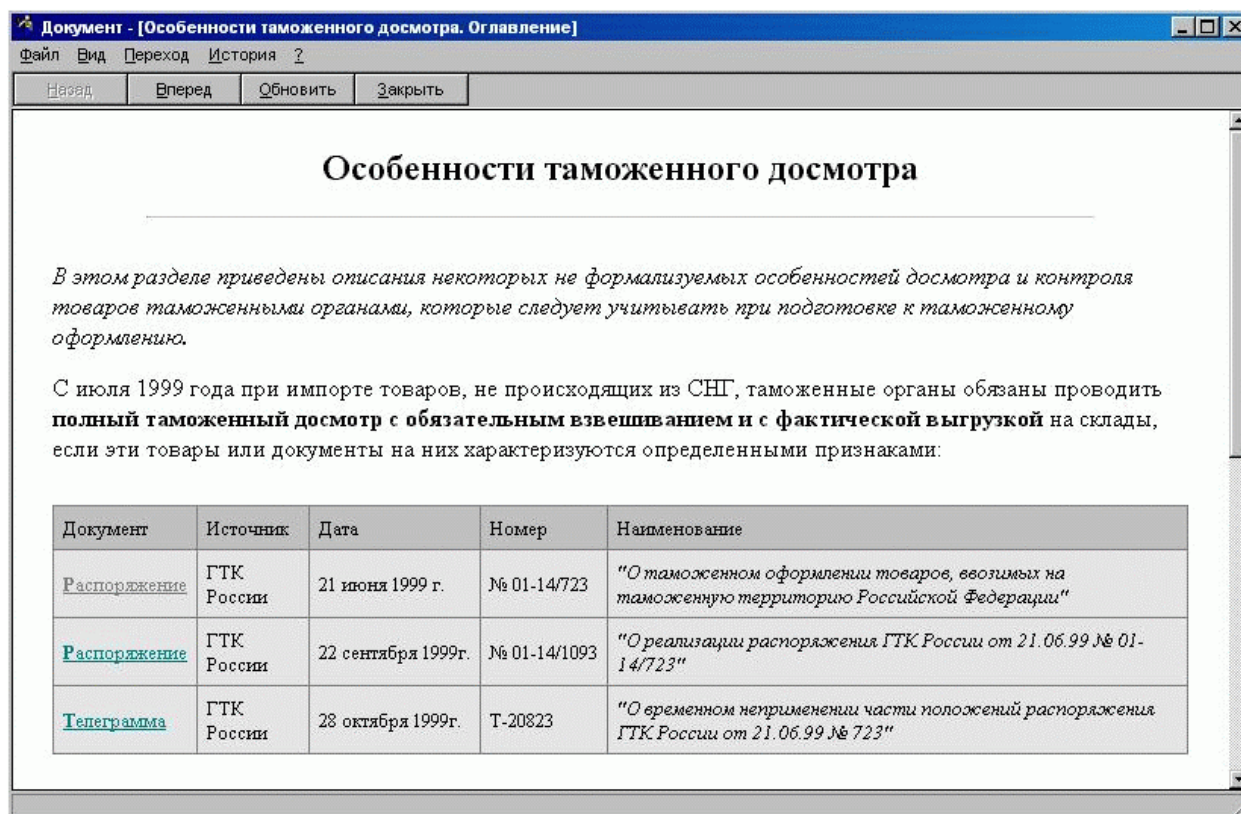 Документ - [Особенности таможенного досмотра. Оглавление]
Файл Вид Переход История ?
Назад Вперед Обновить Закрыть
Особенности таможенного досмотра
В этом разделе приведены описания некоторых не формализуемых особенностей досмотра и контроля
товаров таможенными органами, которые следует учитывать при подготовке к таможенному
оформлению.
С июля 1999 года при импорте товаров, не происходящих из СНГ, таможенные органы обязаны проводить
полный таможенный досмотр с обязательным взвешиванием и с фактической выгрузкой на склады,
если эти товары или документы на них характеризуются определенными признаками:
Документ Источник Дата Номер Наименование
Распоряжение ГТК России 21 июня 1999 г. № 01-14/723 "О таможенном оформлении товаров, ввозимых на
таможенную территорию Российской Федерации"
Распоряжение ГТК России 22 сентября 1999г. № 01-14/1093 "О реализации распоряжения ГТК России от 21.06.99 № 01-
14/723"
Телеграмма ГТК России 28 октября 1999г. Т-20823 "О временном неприменении части положений распоряжения
ГТК России от 21.06.99 № 723"